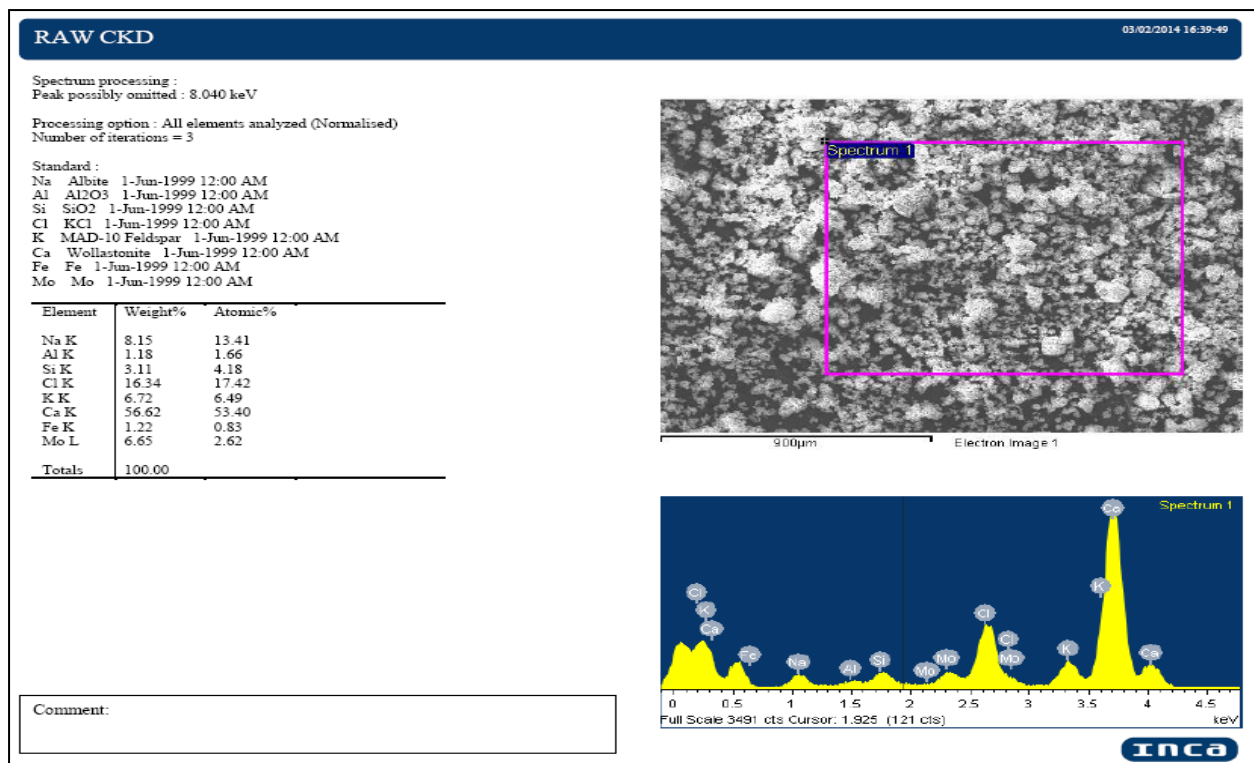 RAW CKD
03/02/2014 16:39:49
Spectrum processing :
Peak possibly omitted : 8.040 keV
Processing option : All elements analyzed (Normalised)
Number of iterations = 3
Standard :
Na Albite 1-Jun-1999 12:00 AM
Al Al2O3 1-Jun-1999 12:00 AM
Si SiO2 1-Jun-1999 12:00 AM
Cl KCl 1-Jun-1999 12:00 AM
K MAD-10 Feldspar 1-Jun-1999 12:00 AM
Ca Wollastonite 1-Jun-1999 12:00 AM
Fe Fe 1-Jun-1999 12:00 AM
Mo Mo 1-Jun-1999 12:00 AM
Element Weight% Atomic%
Na K 8.15 13.41
Al K 1.18 1.66
Si K 3.11 4.18
Cl K 16.34 17.42
K K 6.72 6.49
Ca K 56.62 53.40
Fe K 1.22 0.83
Mo L 6.65 2.62
Totals 100.00
Comment:
Spectrum 1
900µm Electron Image 1
Spectrum 1
Ca
Cl
K
Ca
Fe
Na
Al
Si
Mo
Mo
Cl
Cl
Mo
K
K
Ca
0 0.5 1 1.5 2 2.5 3 3.5 4 4.5
Full Scale 3491 cts Cursor: 1.925 (121 cts) keV
INCA